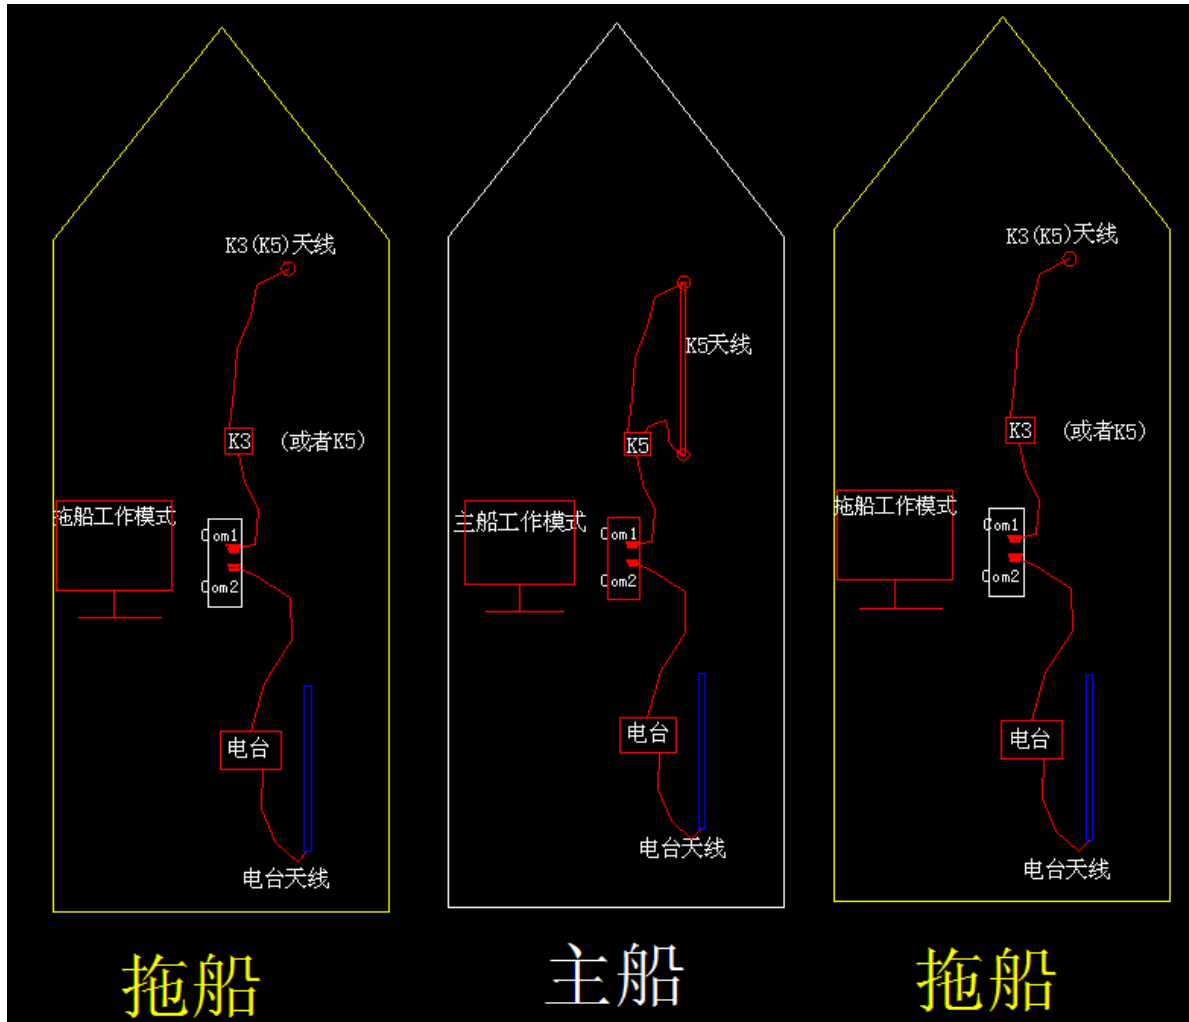 K3(K5)天线
K3 (或者K5)
拖船工作模式
Com1
Com2
电台
电台天线
拖船
K5天线
K5
主船工作模式
Com1
Com2
电台
电台天线
主船
K3(K5)天线
K3 (或者K5)
拖船工作模式
Com1
Com2
电台
电台天线
拖船